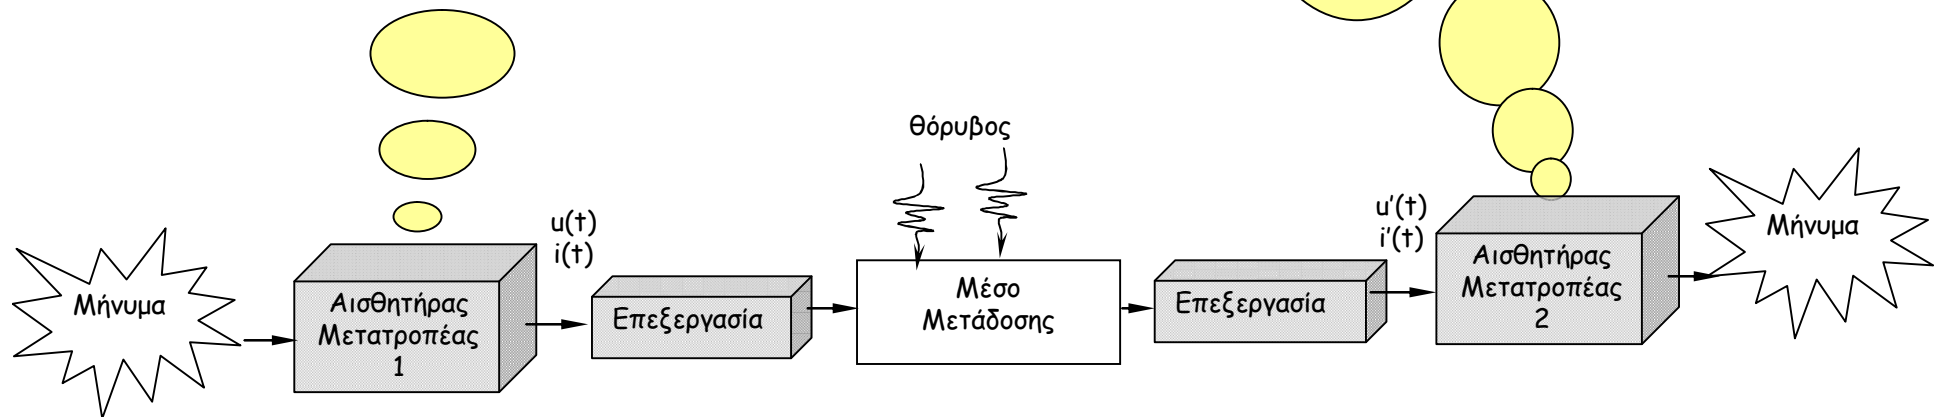 θόρυβος
u(t)
i(t)
u'(t)
i'(t)
Μήνυμα
Αισθητήρας
Μετατροπέας
1
Επεξεργασία
Μέσο
Μετάδοσης
Επεξεργασία
Αισθητήρας
Μετατροπέας
2
Μήνυμα